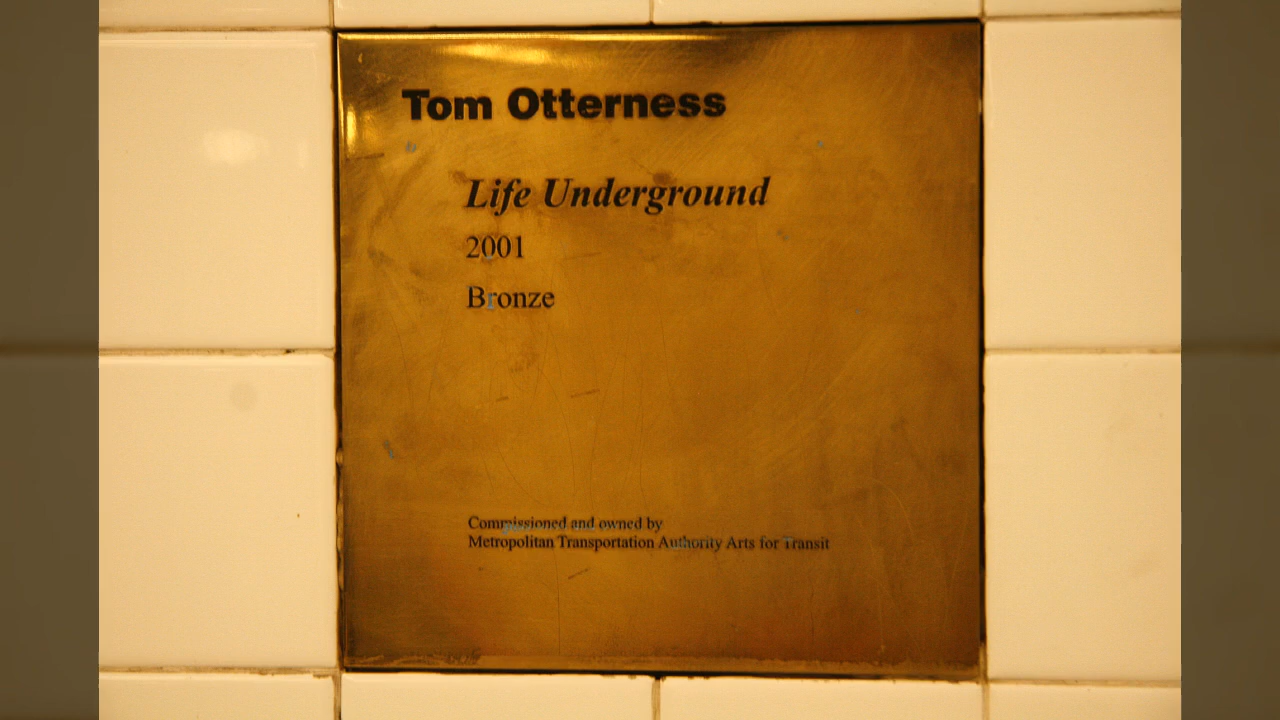 Tom Otterness
Life Underground
2001
Bronze
Commissioned and owned by
Metropolitan Transportation Authority Arts for Transit